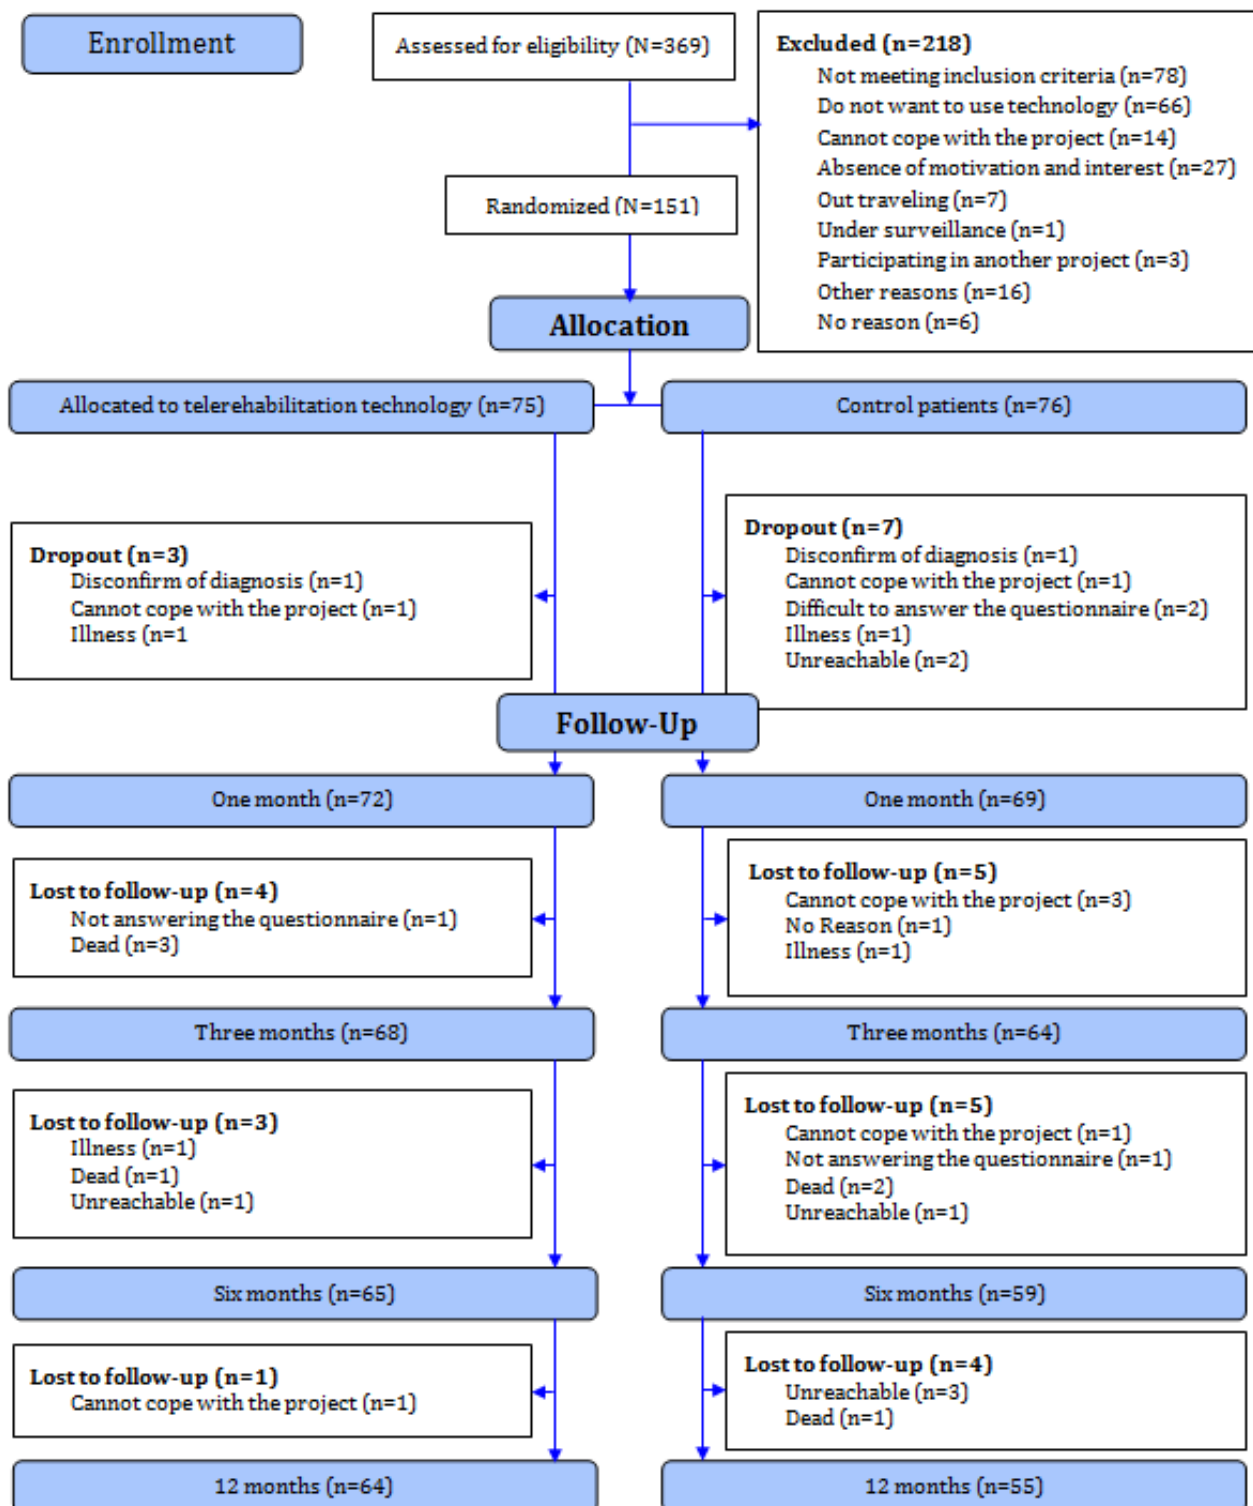 Enrollment
Assessed for eligibility (N=369)
Excluded (n=218)
Not meeting inclusion criteria (n=78)
Do not want to use technology (n=66)
Cannot cope with the project (n=14)
Absence of motivation and interest (n=27)
Out traveling (n=7)
Under surveillance (n=1)
Participating in another project (n=3)
Other reasons (n=16)
No reason (n=6)
Randomized (N=151)
Allocation
Allocated to telerehabilitation technology (n=75)
Control patients (n=76)
Dropout (n=3)
Disconfirm of diagnosis (n=1)
Cannot cope with the project (n=1)
Illness (n=1
Dropout (n=7)
Disconfirm of diagnosis (n=1)
Cannot cope with the project (n=1)
Difficult to answer the questionnaire (n=2)
Illness (n=1)
Unreachable (n=2)
Follow-Up
One month (n=72)
One month (n=69)
Lost to follow-up (n=4)
Not answering the questionnaire (n=1)
Dead (n=3)
Lost to follow-up (n=5)
Cannot cope with the project (n=3)
No Reason (n=1)
Illness (n=1)
Three months (n=68)
Three months (n=64)
Lost to follow-up (n=3)
Illness (n=1)
Dead (n=1)
Unreachable (n=1)
Lost to follow-up (n=5)
Cannot cope with the project (n=1)
Not answering the questionnaire (n=1)
Dead (n=2)
Unreachable (n=1)
Six months (n=65)
Six months (n=59)
Lost to follow-up (n=1)
Cannot cope with the project (n=1)
Lost to follow-up (n=4)
Unreachable (n=3)
Dead (n=1)
12 months (n=64)
12 months (n=55)